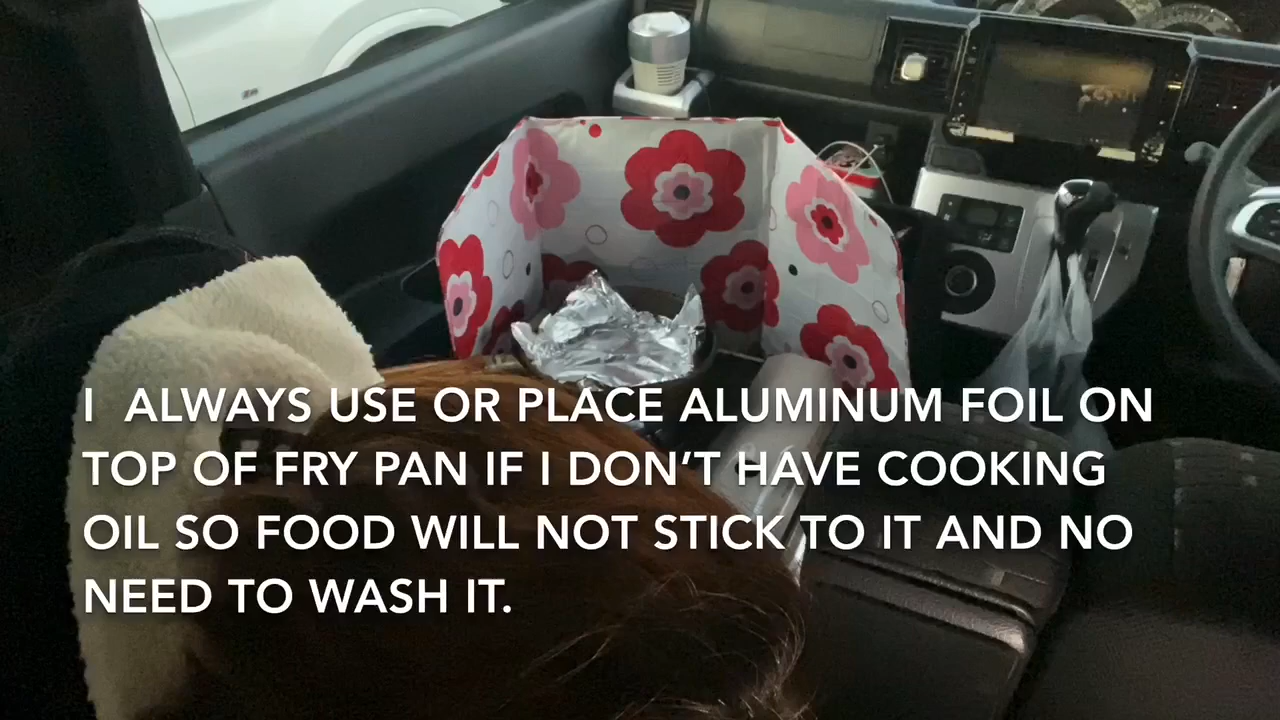 I ALWAYS USE OR PLACE ALUMINUM FOIL ON
TOP OF FRY PAN IF I DON’T HAVE COOKING
OIL SO FOOD WILL NOT STICK TO IT AND NO
NEED TO WASH IT.